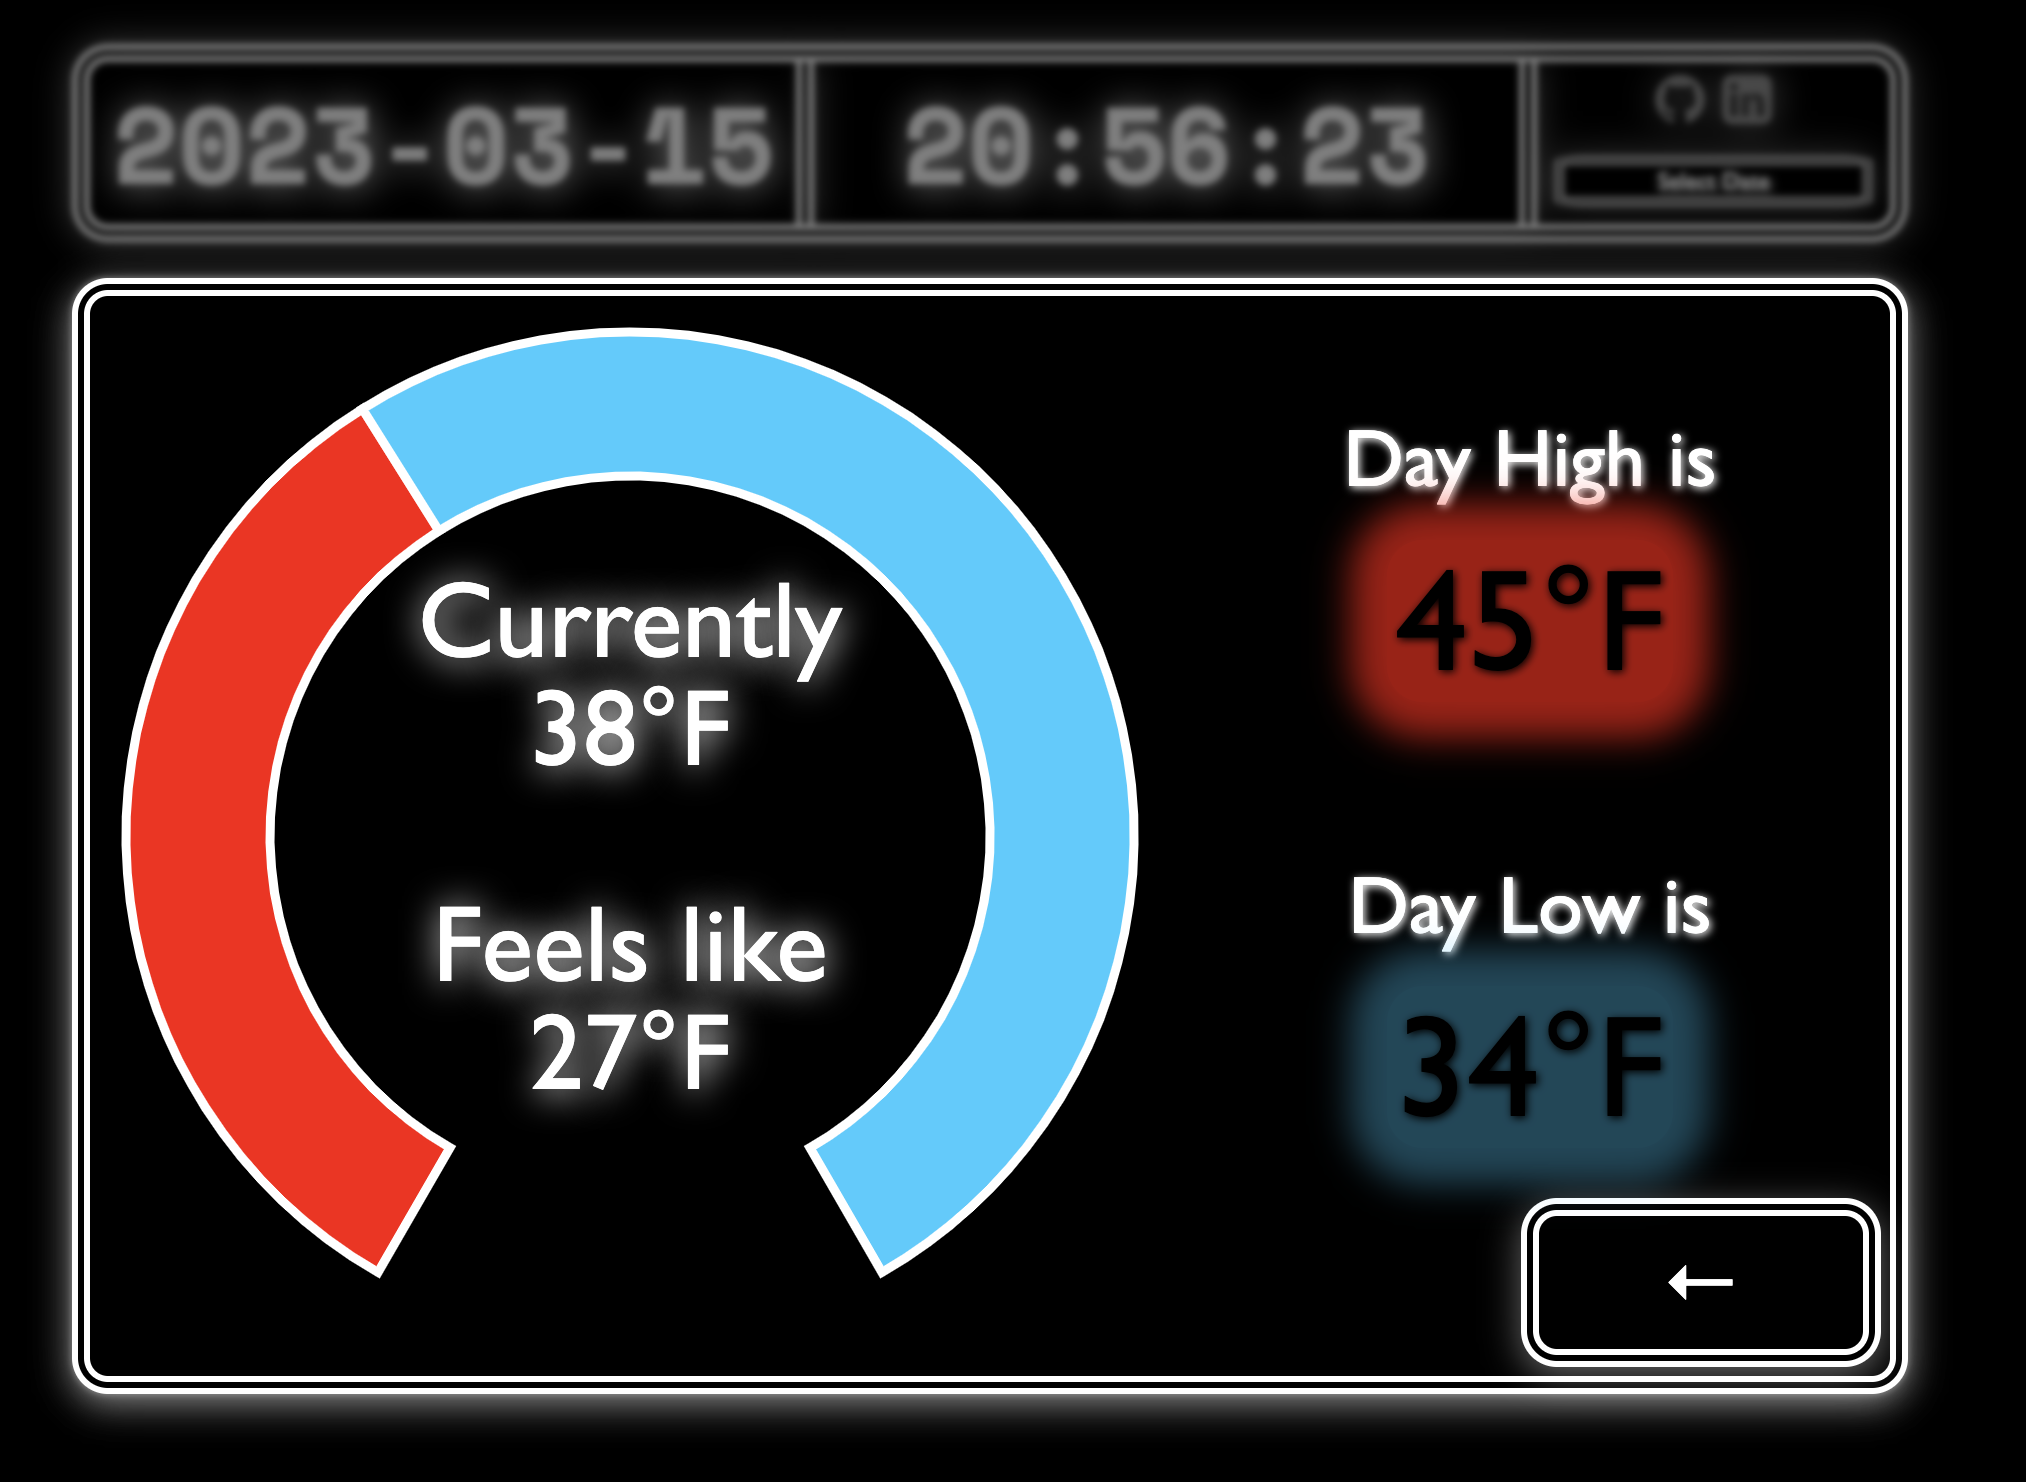 2023-03-15
20:56:23
Select Date
Currently
38°F
Feels like
27°F
Day High is
45°F
Day Low is
34°F
←